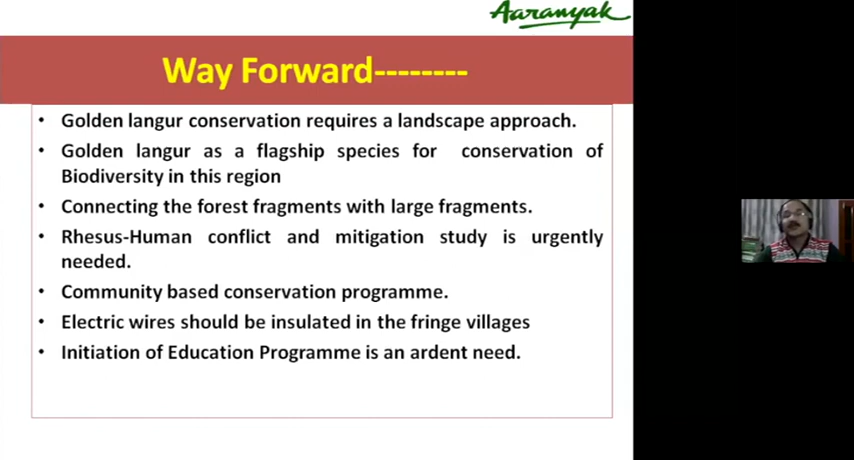 Aaranyak
Way Forward--------
• Golden langur conservation requires a landscape approach.
• Golden langur as a flagship species for conservation of
Biodiversity in this region
• Connecting the forest fragments with large fragments.
• Rhesus-Human conflict and mitigation study is urgently
needed.
• Community based conservation programme.
• Electric wires should be insulated in the fringe villages
• Initiation of Education Programme is an ardent need.